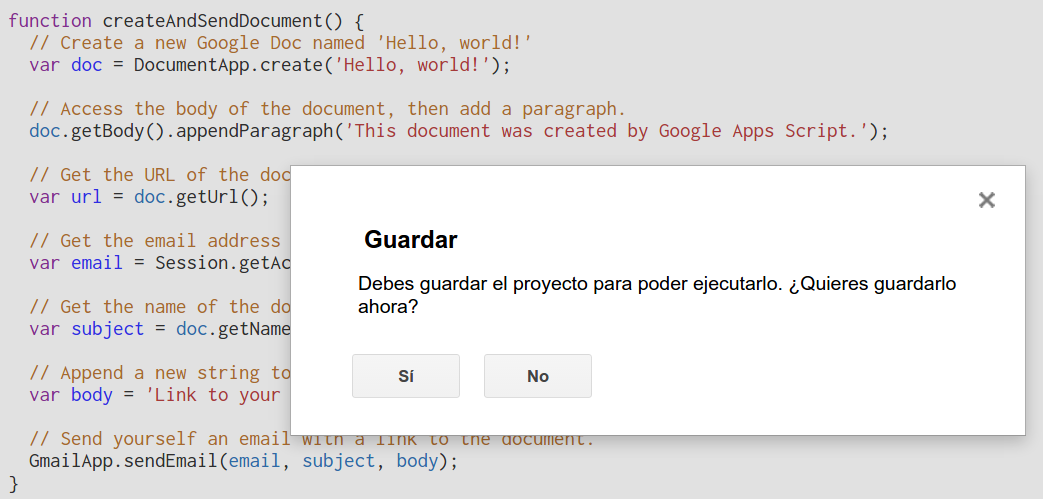 function createAndSendDocument() {
// Create a new Google Doc named 'Hello, world!'
var doc = DocumentApp.create('Hello, world!');
// Access the body of the document, then add a paragraph.
doc.getBody().appendParagraph('This document was created by Google Apps Script.');
// Get the URL of the doc
var url = doc.getUrl();
// Get the email address
var email = Session.getAc
// Get the name of the do
var subject = doc.getName
// Append a new string to
var body = 'Link to your
// Send yourself an email with a link to the document.
GmailApp.sendEmail(email, subject, body);
}
Guardar
Debes guardar el proyecto para poder ejecutarlo. ¿Quieres guardarlo
ahora?
Sí No